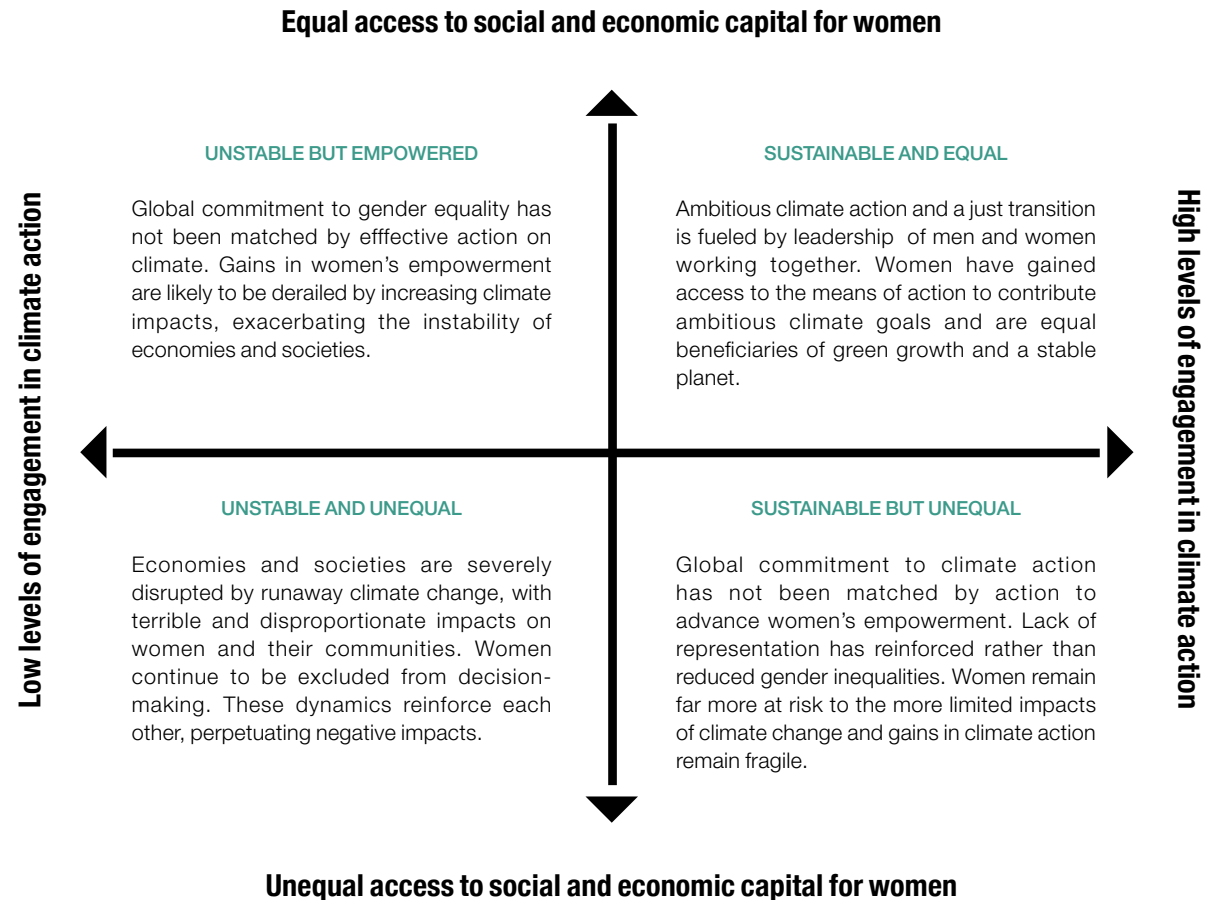 Equal access to social and economic capital for women
Low levels of engagement in climate action
UNSTABLE BUT EMPOWERED
Global commitment to gender equality has
not been matched by efffective action on
climate. Gains in women’s empowerment
are likely to be derailed by increasing climate
impacts, exacerbating the instability of
economies and societies.
SUSTAINABLE AND EQUAL
Ambitious climate action and a just transition
is fueled by leadership of men and women
working together. Women have gained
access to the means of action to contribute
ambitious climate goals and are equal
beneficiaries of green growth and a stable
planet.
High levels of engagement in climate action
UNSTABLE AND UNEQUAL
Economies and societies are severely
disrupted by runaway climate change, with
terrible and disproportionate impacts on
women and their communities. Women
continue to be excluded from decision-
making. These dynamics reinforce each
other, perpetuating negative impacts.
SUSTAINABLE BUT UNEQUAL
Global commitment to climate action
has not been matched by action to
advance women’s empowerment. Lack of
representation has reinforced rather than
reduced gender inequalities. Women remain
far more at risk to the more limited impacts
of climate change and gains in climate action
remain fragile.
Unequal access to social and economic capital for women